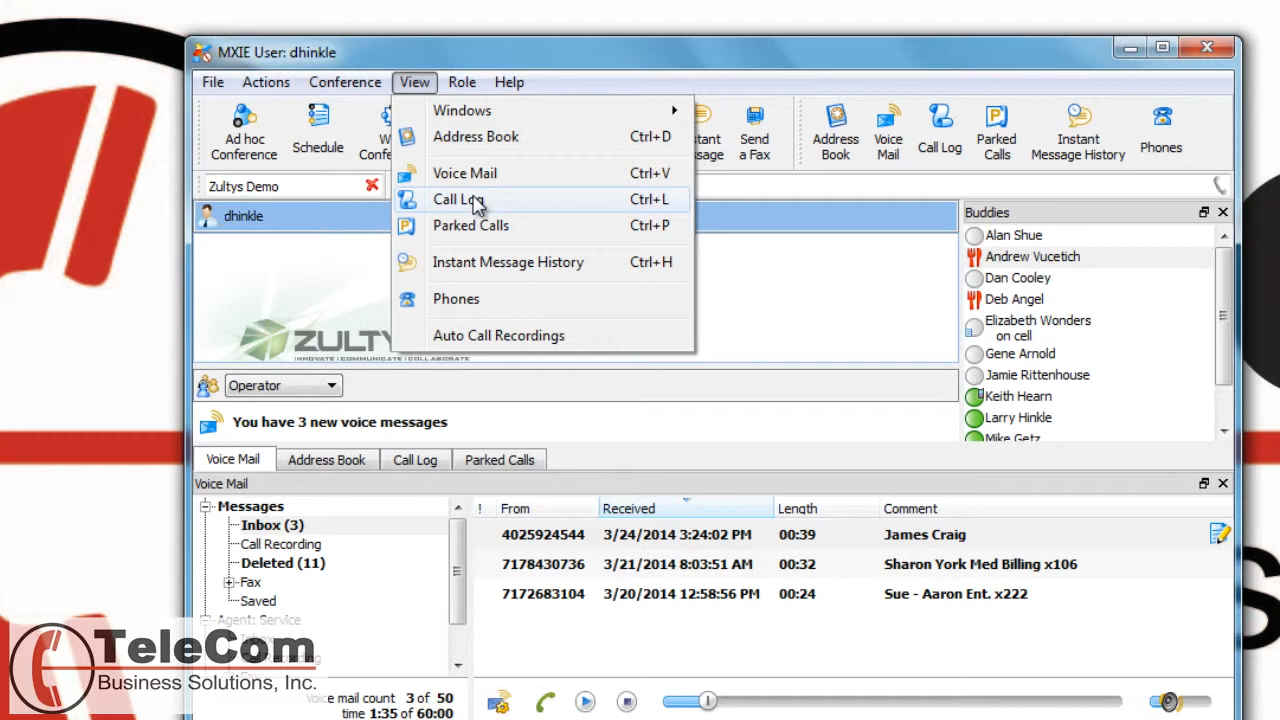 MXIE User: dhinkle
File Actions Conference View Role Help
Ad hoc Conference
Schedule
Send a Fax
Address Book
Voice Mail
Call Log
Parked Calls
Instant Message History
Phones
Windows
Address Book Ctrl+D
Voice Mail Ctrl+V
Call Log Ctrl+L
Parked Calls Ctrl+P
Instant Message History Ctrl+H
Phones
Auto Call Recordings
Zultys Demo
dhinkle
ZULTY
INNOVATE | COMMUNICATE | COLLABORATE
Buddies
Alan Shue
Andrew Vucetich
Dan Cooley
Deb Angel
Elizabeth Wonders
on cell
Gene Arnold
Jamie Rittenhouse
Keith Hearn
Larry Hinkle
Mike Getz
Operator
You have 3 new voice messages
Voice Mail Address Book Call Log Parked Calls
Voice Mail
Messages
Inbox (3)
Call Recording
Deleted (11)
Fax
Saved
Agent: Service
Inbox
! From Received Length Comment
4025924544 3/24/2014 3:24:02 PM 00:39 James Craig
7178430736 3/21/2014 8:03:51 AM 00:32 Sharon York Med Billing x106
7172683104 3/20/2014 12:58:56 PM 00:24 Sue - Aaron Ent. x222
TeleCom
Business Solutions, Inc.
Voice mail count 3 of 50
time 1:35 of 60:00